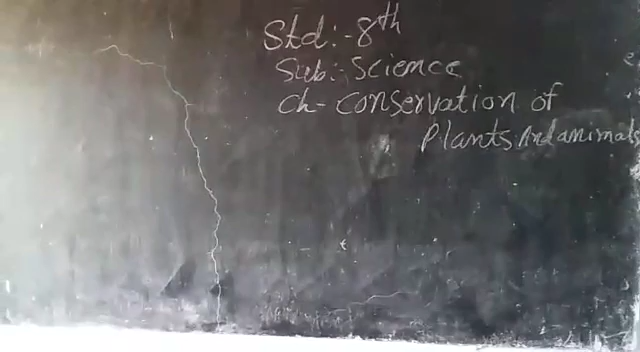 Std:-8th
Sub:-Science
Ch-Conservation of
Plants And animals